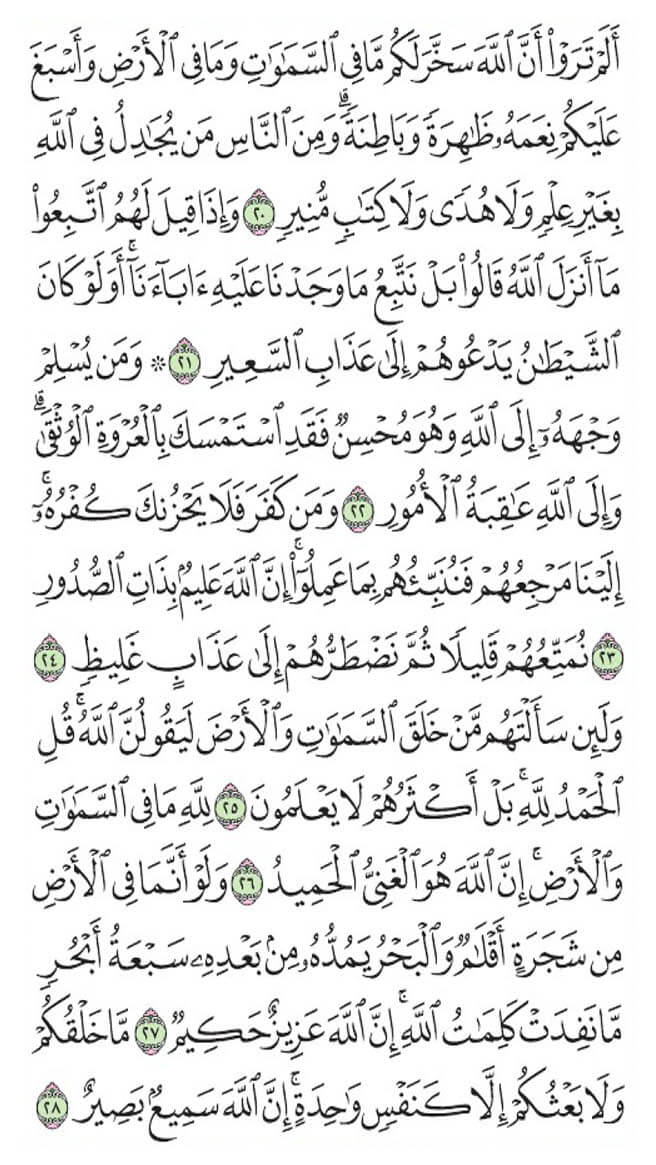 أَلَمْ تَرَوْا۟ أَنَّ ٱللَّهَ سَخَّرَ لَكُم مَّا فِى ٱلسَّمَٰوَٰتِ وَمَا فِى ٱلْأَرْضِ وَأَسْبَغَ
عَلَيْكُمْ نِعَمَهُۥ ظَٰهِرَةً وَبَاطِنَةً ۗ وَمِنَ ٱلنَّاسِ مَن يُجَٰدِلُ فِى ٱللَّهِ
بِغَيْرِ عِلْمٍ وَلَا هُدًى وَلَا كِتَٰبٍ مُّنِيرٍ ٢٠ وَإِذَا قِيلَ لَهُمُ ٱتَّبِعُوا۟
مَآ أَنزَلَ ٱللَّهُ قَالُوا۟ بَلْ نَتَّبِعُ مَا وَجَدْنَا عَلَيْهِ ءَابَآءَنَآ ۚ أَوَلَوْ كَانَ
ٱلشَّيْطَٰنُ يَدْعُوهُمْ إِلَىٰ عَذَابِ ٱلسَّعِيرِ ٢١ ۞ وَمَن يُسْلِمْ
وَجْهَهُۥٓ إِلَى ٱللَّهِ وَهُوَ مُحْسِنٌ فَقَدِ ٱسْتَمْسَكَ بِٱلْعُرْوَةِ ٱلْوُثْقَىٰ ۗ
وَإِلَى ٱللَّهِ عَٰقِبَةُ ٱلْأُمُورِ ٢٢ وَمَن كَفَرَ فَلَا يَحْزُنكَ كُفْرُهُۥٓ ۚ
إِلَيْنَا مَرْجِعُهُمْ فَنُنَبِّئُهُم بِمَا عَمِلُوٓا۟ ۚ إِنَّ ٱللَّهَ عَلِيمٌۢ بِذَاتِ ٱلصُّدُورِ
٢٣ نُمَتِّعُهُمْ قَلِيلًا ثُمَّ نَضْطَرُّهُمْ إِلَىٰ عَذَابٍ غَلِيظٍ ٢٤
وَلَئِن سَأَلْتَهُم مَّنْ خَلَقَ ٱلسَّمَٰوَٰتِ وَٱلْأَرْضَ لَيَقُولُنَّ ٱللَّهُ ۚ قُلِ
ٱلْحَمْدُ لِلَّهِ ۚ بَلْ أَكْثَرُهُمْ لَا يَعْلَمُونَ ٢٥ لِلَّهِ مَا فِى ٱلسَّمَٰوَٰتِ
وَٱلْأَرْضِ ۚ إِنَّ ٱللَّهَ هُوَ ٱلْغَنِىُّ ٱلْحَمِيدُ ٢٦ وَلَوْ أَنَّمَا فِى ٱلْأَرْضِ
مِن شَجَرَةٍ أَقْلَٰمٌ وَٱلْبَحْرُ يَمُدُّهُۥ مِنۢ بَعْدِهِۦ سَبْعَةُ أَبْحُرٍ
مَّا نَفِدَتْ كَلِمَٰتُ ٱللَّهِ ۗ إِنَّ ٱللَّهَ عَزِيزٌ حَكِيمٌ ٢٧ مَّا خَلْقُكُمْ
وَلَا بَعْثُكُمْ إِلَّا كَنَفْسٍ وَٰحِدَةٍ ۗ إِنَّ ٱللَّهَ سَمِيعٌۢ بَصِيرٌ ٢٨